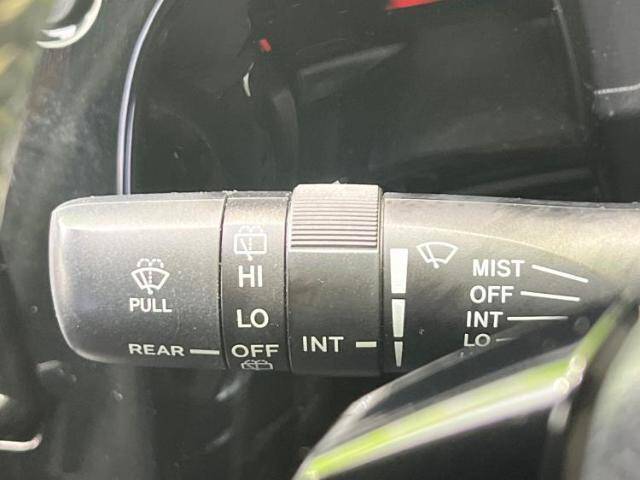 PULL
REAR
HI
LO
OFF
INT
MIST
OFF
INT
LO